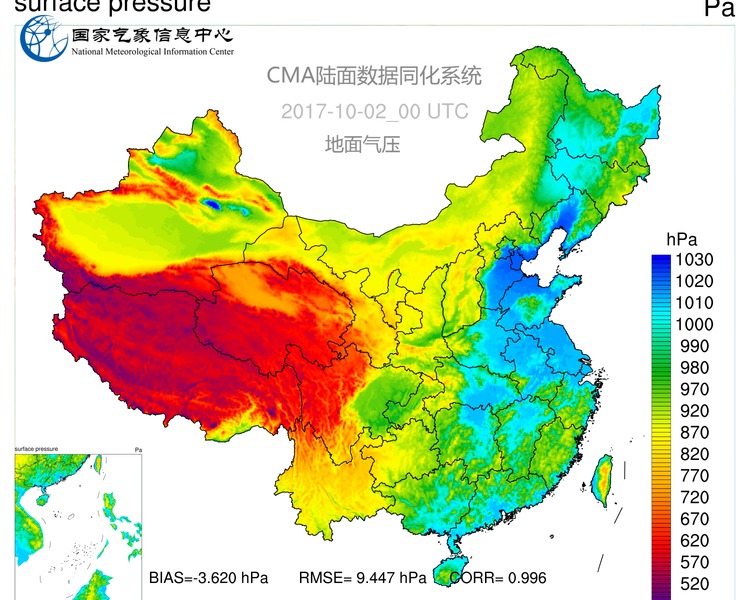 surface pressure
Pa
国家气象信息中心
National Meteorological Information Center
CMA陆面数据同化系统
2017-10-02_00 UTC
地面气压
hPa
1030
1020
1010
1000
990
980
970
920
870
820
770
720
670
620
570
520
surface pressure
Pa
BIAS=-3.620 hPa
RMSE= 9.447 hPa
CORR= 0.996